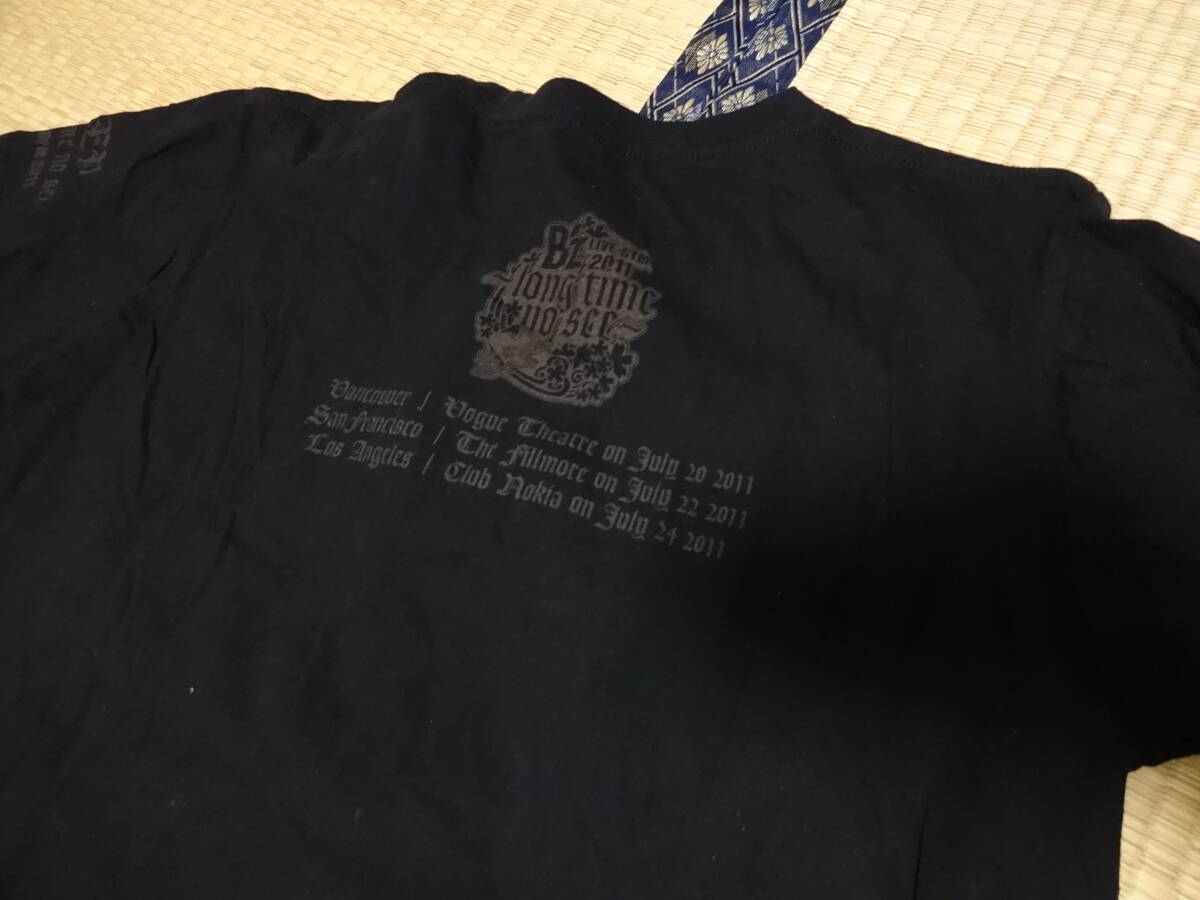 B'z LIVE-GYM
2011
~long time
no see~
Vancouver / Vogue Theatre on July 20 2011
San Francisco / The Fillmore on July 22 2011
Los Angeles / Club Nokia on July 24 2011